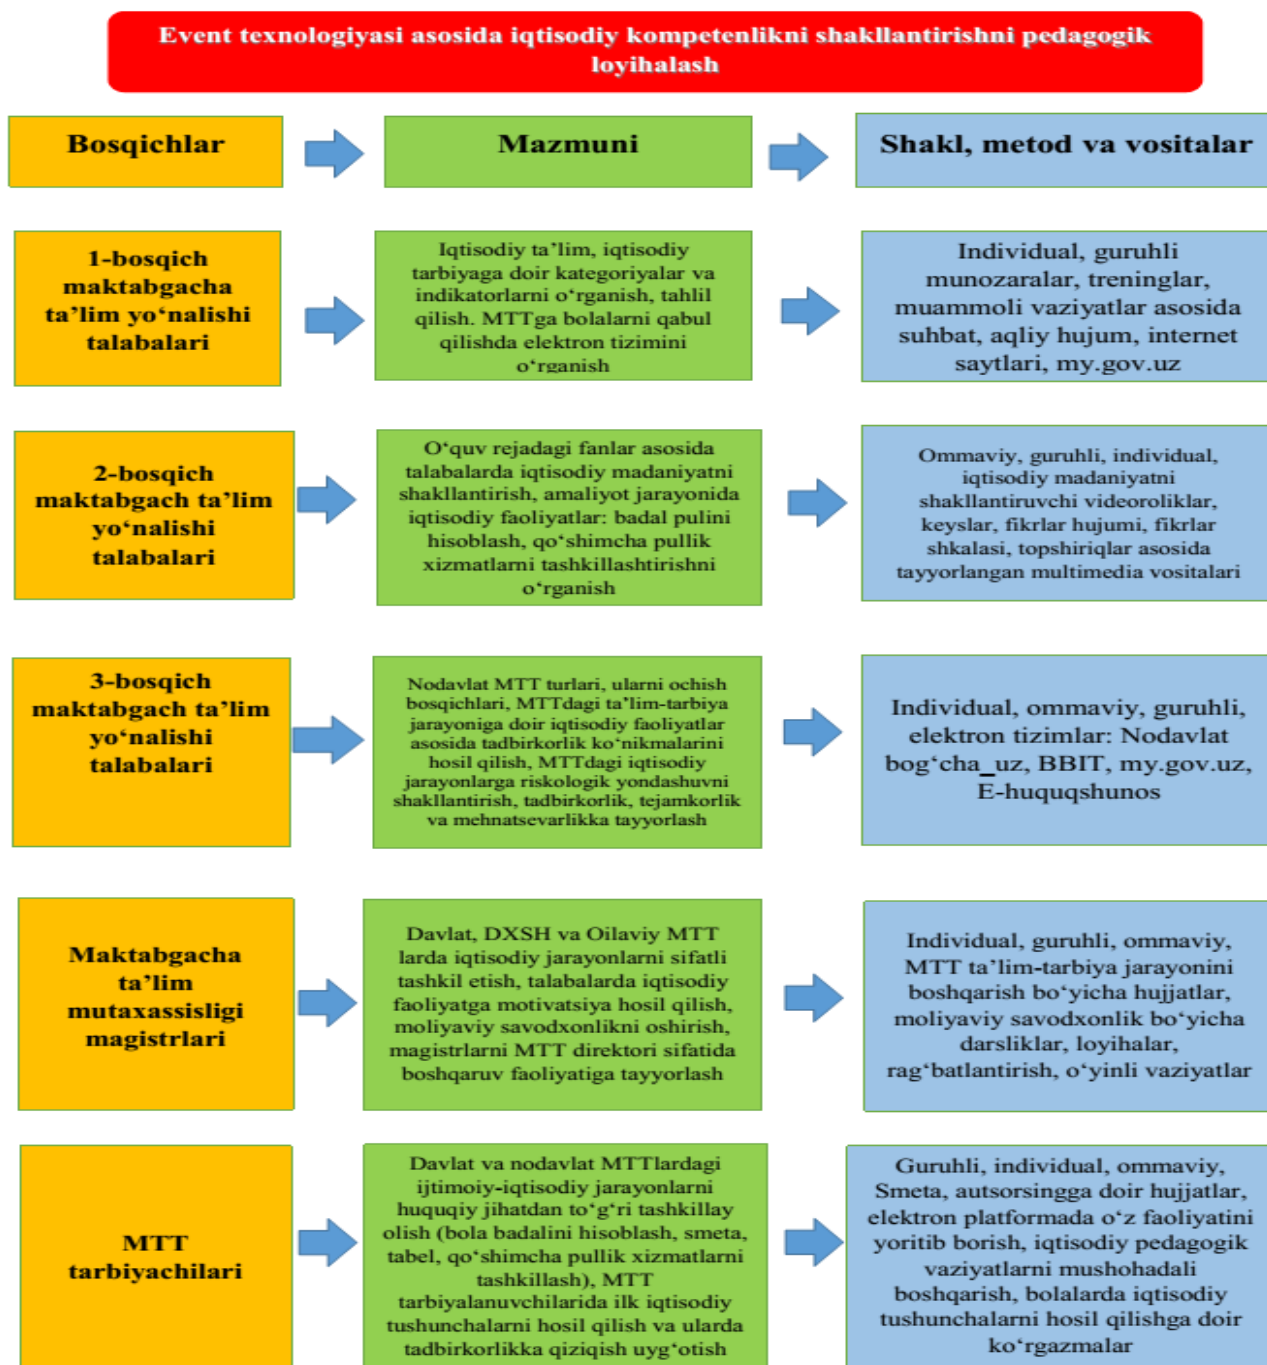 Event texnologiyasi asosida iqtisodiy kompetenlikni shakllantirishni pedagogik
loyihalash
Bosqichlar
Mazmuni
Shakl, metod va vositalar
1-bosqich
maktabgacha
ta’lim yo‘nalishi
talabalari
Iqtisodiy ta’lim, iqtisodiy
tarbiyaga doir kategoriyalar va
indikatorlarni o‘rganish, tahlil
qilish. MTTga bolalarni qabul
qilishda elektron tizimini
o‘rganish
Individual, guruhli
munozaralar, treninglar,
muammoli vaziyatlar asosida
suhbat, aqliy hujum, internet
saytlari, my.gov.uz
2-bosqich
maktabgach ta’lim
yo‘nalishi
talabalari
O‘quv rejadagi fanlar asosida
talabalarda iqtisodiy madaniyatni
shakllantirish, amaliyot jarayonida
iqtisodiy faoliyatlar: badal pulini
hisoblash, qo‘shimcha pullik
xizmatlarni tashkillashtirishni
o‘rganish
Ommaviy, guruhli, individual,
iqtisodiy madaniyatni
shakllantiruvchi videoroliklar,
keyslar, fikrlar hujumi, fikrlar
shkalasi, topshiriqlar asosida
tayyorlangan multimedia vositalari
3-bosqich
maktabgach ta’lim
yo‘nalishi
talabalari
Nodavlat MTT turlari, ularni ochish
bosqichlari, MTTdagi ta’lim-tarbiya
jarayoniga doir iqtisodiy faoliyatlar
asosida tadbirkorlik ko‘nikmalarini
hosil qilish, MTTdagi iqtisodiy
jarayonlarga riskologik yondashuvni
shakllantirish, tadbirkorlik, tejamkorlik
va mehnatsevarlikka tayyorlash
Individual, ommaviy, guruhli,
elektron tizimlar: Nodavlat
bog‘cha_uz, BBIT, my.gov.uz,
E-huquqshunos
Maktabgacha
ta’lim
mutaxassisligi
magistrlari
Davlat, DXSH va Oilaviy MTT
larda iqtisodiy jarayonlarni sifatli
tashkil etish, talabalarda iqtisodiy
faoliyatga motivatsiya hosil qilish,
moliyaviy savodxonlikni oshirish,
magistrlarni MTT direktori sifatida
boshqaruv faoliyatiga tayyorlash
Individual, guruhli, ommaviy,
MTT ta’lim-tarbiya jarayonini
boshqarish bo‘yicha hujjatlar,
moliyaviy savodxonlik bo‘yicha
darsliklar, loyihalar,
rag‘batlantirish, o‘yinli vaziyatlar
MTT
tarbiyachilari
Davlat va nodavlat MTTlardagi
ijtimoiy-iqtisodiy jarayonlarni
huquqiy jihatdan to‘g‘ri tashkillay
olish (bola badalini hisoblash, smeta,
tabel, qo‘shimcha pullik xizmatlarni
tashkillash), MTT
tarbiyalanuvchilarida ilk iqtisodiy
tushunchalarni hosil qilish va ularda
tadbirkorlikka qiziqish uyg‘otish
Guruhli, individual, ommaviy,
Smeta, autsorsingga doir hujjatlar,
elektron platformada o‘z faoliyatini
yoritib borish, iqtisodiy pedagogik
vaziyatlarni mushohadali
boshqarish, bolalarda iqtisodiy
tushunchalarni hosil qilishga doir
ko‘rgazmalar